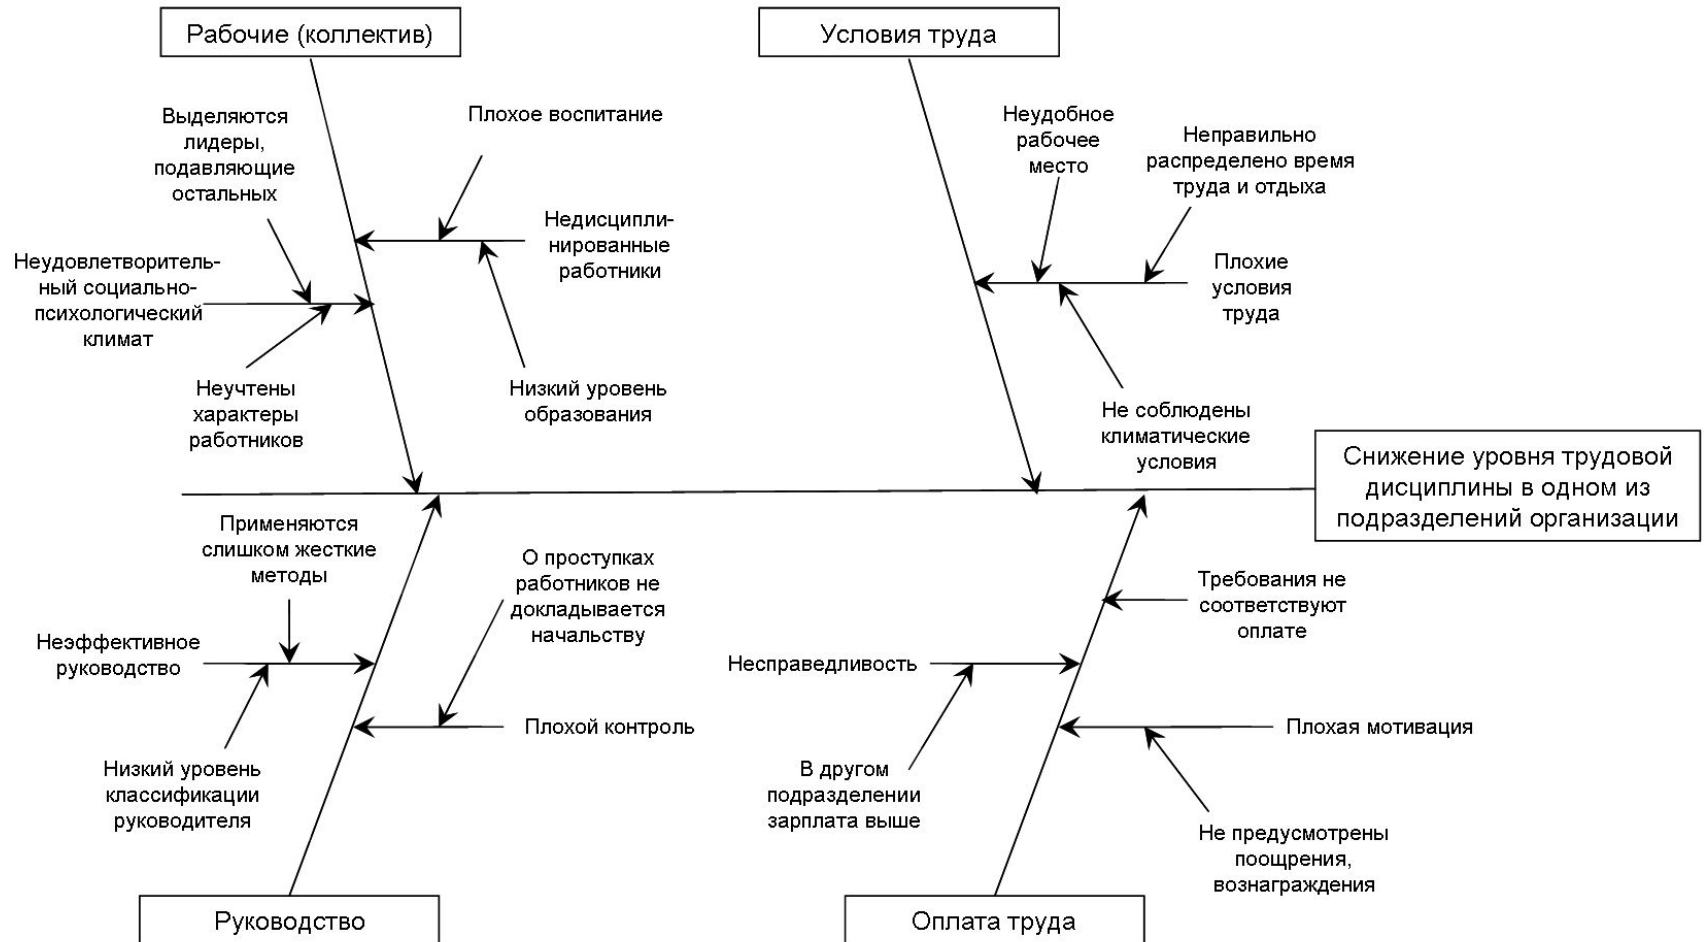 Рабочие (коллектив)
Условия труда
Выделяются
лидеры,
подавляющие
остальных
Плохое воспитание
Недисципли-
нированные
работники
Неудовлетворитель-
ный социально-
психологический
климат
Неучтены
характеры
работников
Низкий уровень
образования
Неудобное
рабочее
место
Неправильно
распределено время
труда и отдыха
Плохие
условия
труда
Не соблюдены
климатические
условия
Снижение уровня трудовой
дисциплины в одном из
подразделений организации
Применяются
слишком жесткие
методы
О проступках
работников не
докладывается
начальству
Неэффективное
руководство
Плохой контроль
Низкий уровень
классификации
руководителя
Требования не
соответствуют
оплате
Несправедливость
Плохая мотивация
В другом
подразделении
зарплата выше
Не предусмотрены
поощрения,
вознаграждения
Руководство
Оплата труда